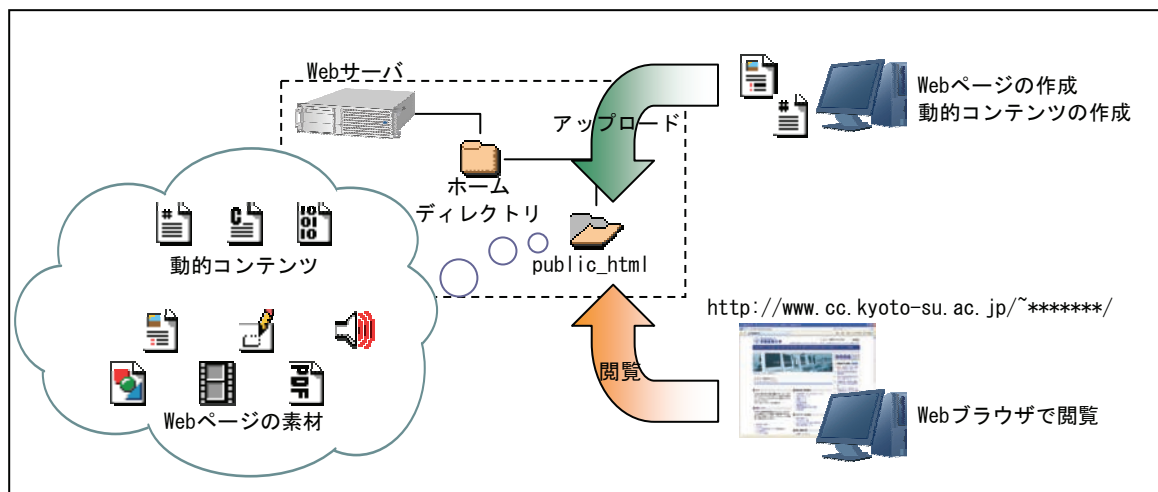 Webサーバ
アップロード
Webページの作成
動的コンテンツの作成
ホーム
ディレクトリ
public_html
動的コンテンツ
Webページの素材
http://www.cc.kyoto-su.ac.jp/~*******/
閲覧
Webブラウザで閲覧